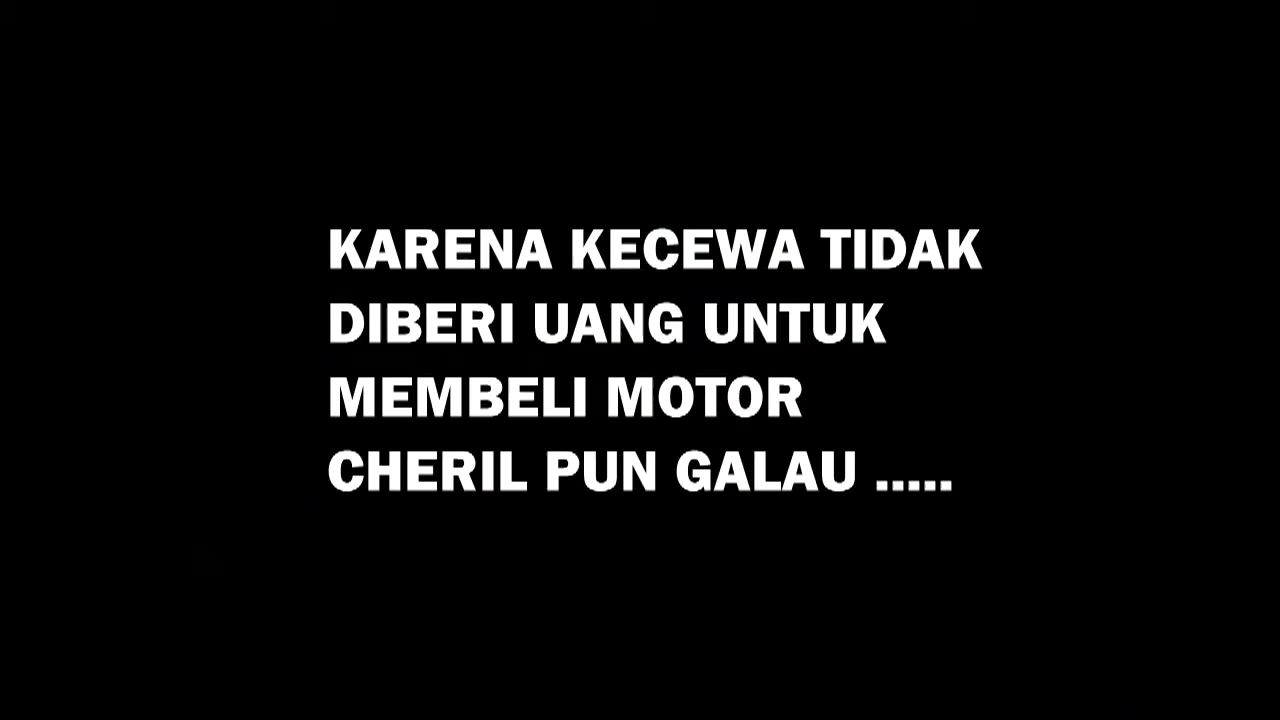 KARENA KECEWA TIDAK
DIBERI UANG UNTUK
MEMBELI MOTOR
CHERIL PUN GALAU .....